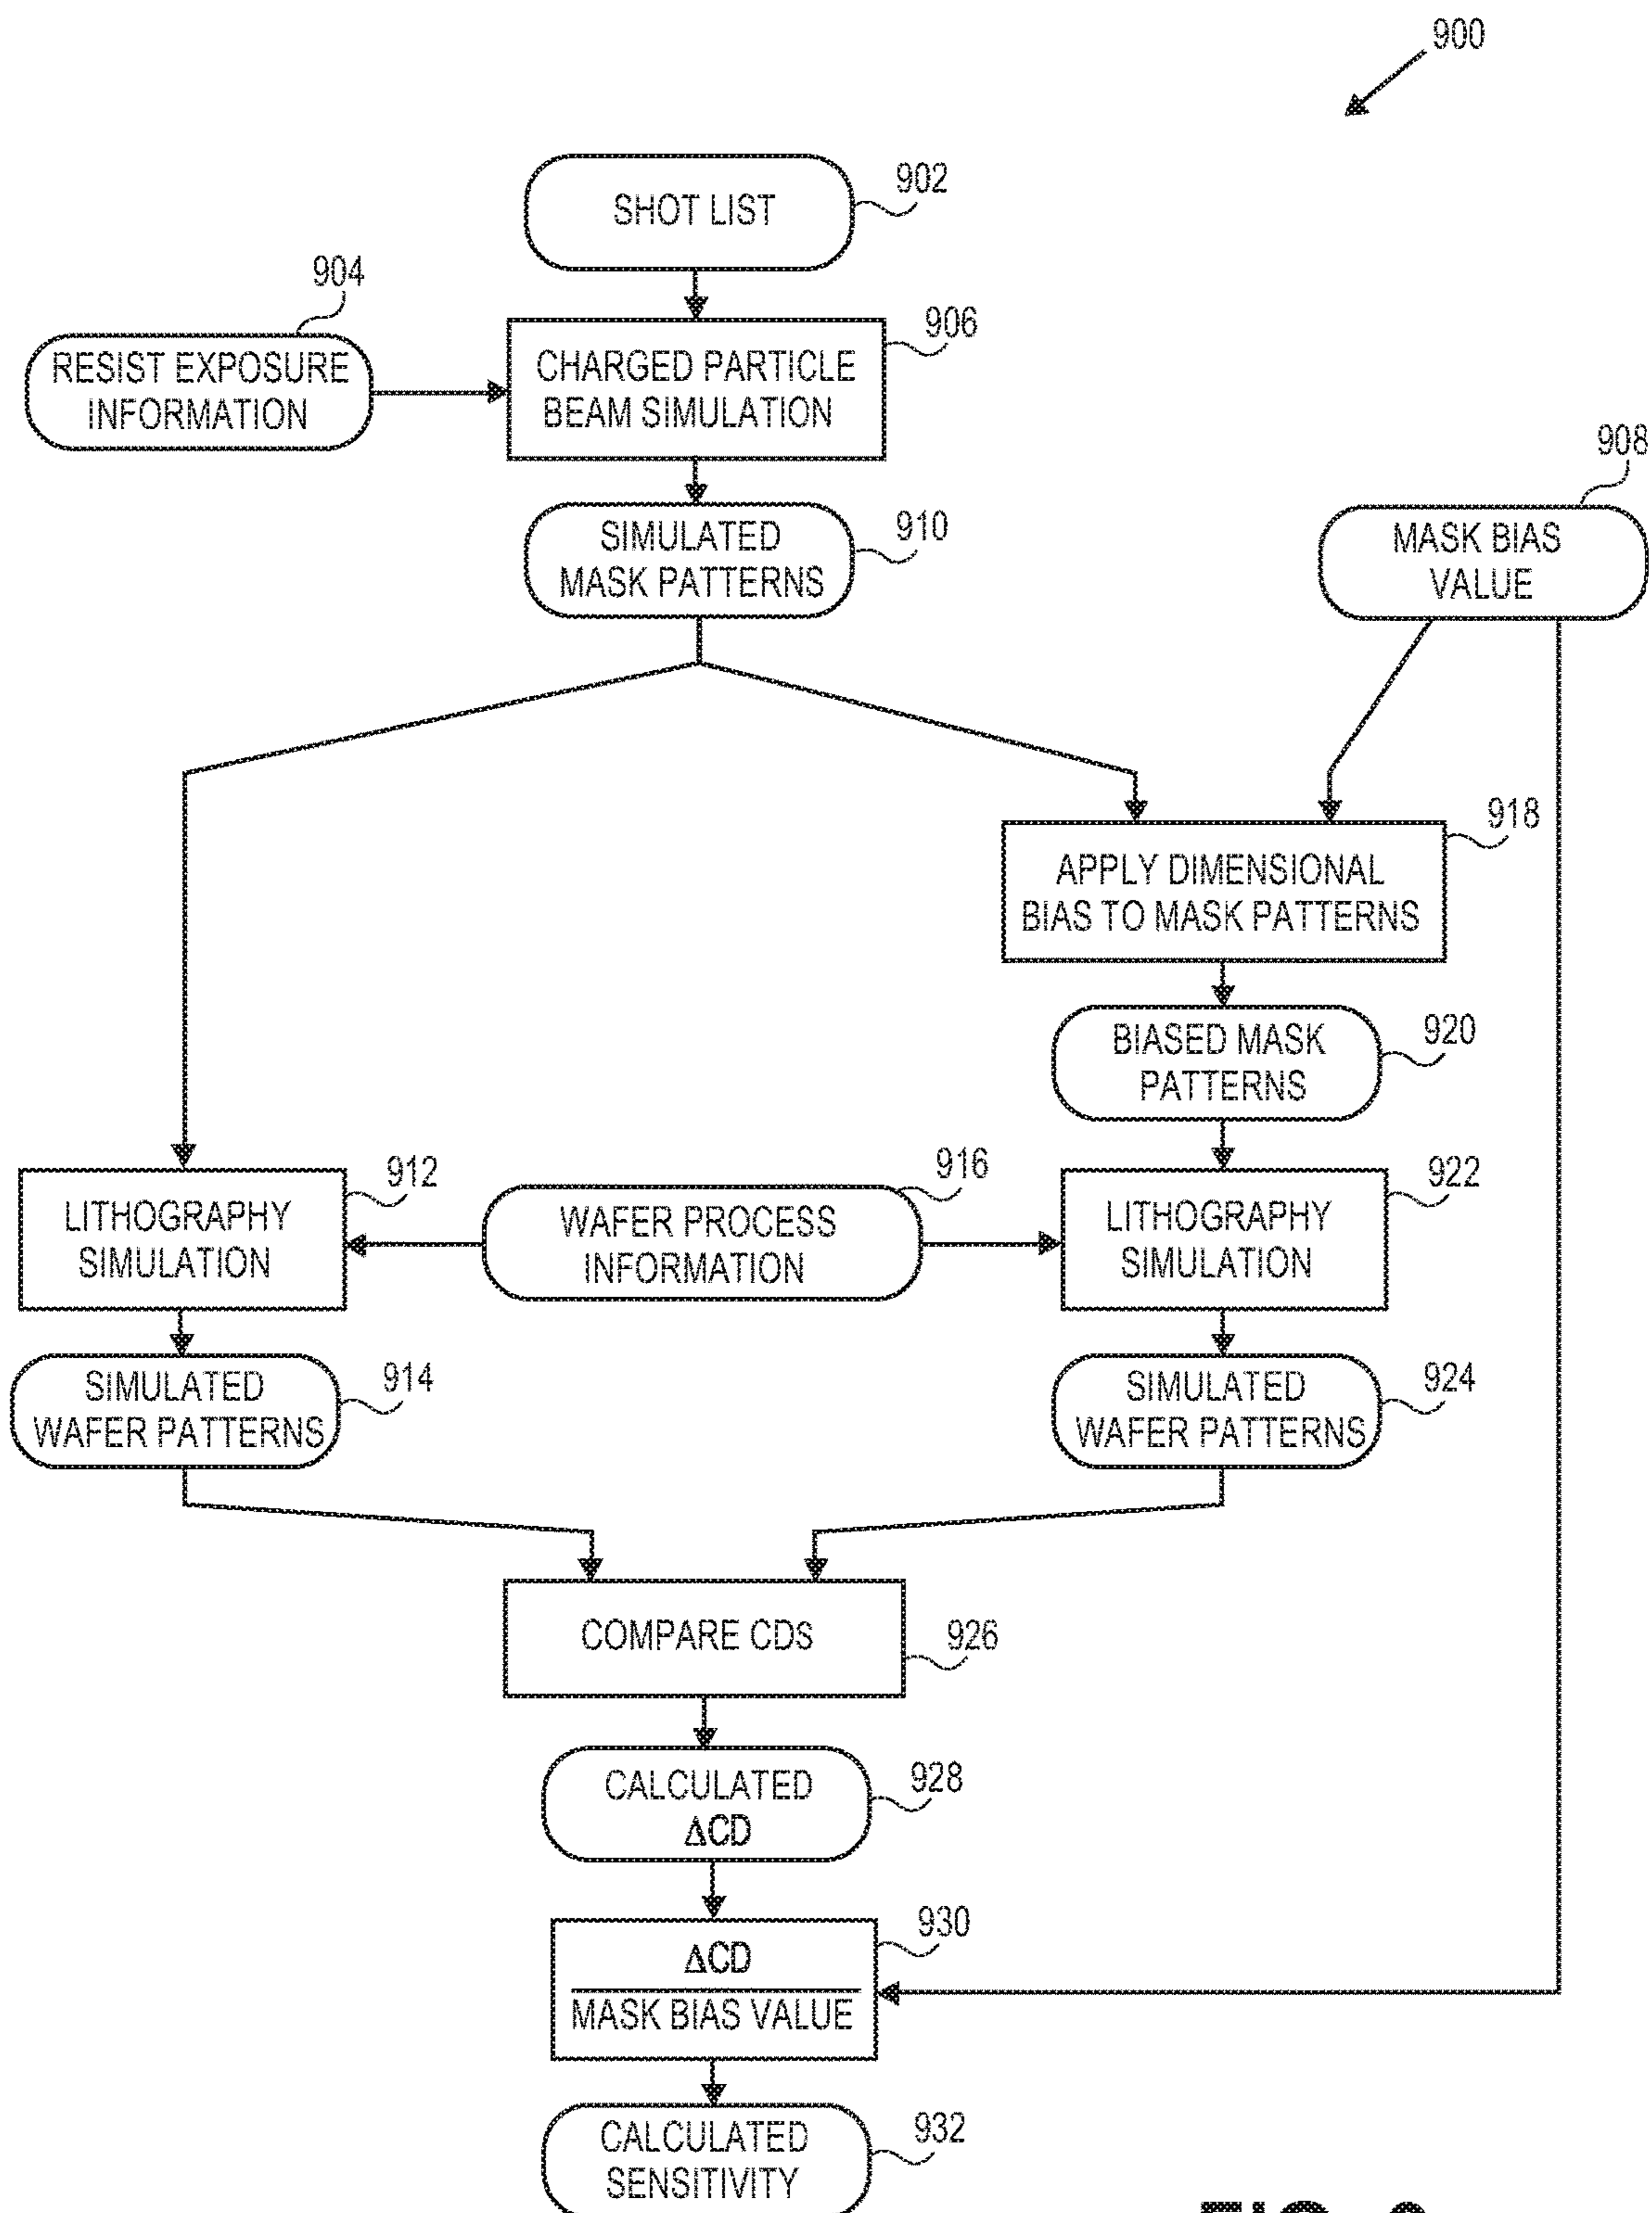 900
SHOT LIST
902
904
RESIST EXPOSURE
INFORMATION
CHARGED PARTICLE
BEAM SIMULATION
906
908
MASK BIAS
VALUE
SIMULATED
MASK PATTERNS
910
APPLY DIMENSIONAL
BIAS TO MASK PATTERNS
918
BIASED MASK
PATTERNS
920
LITHOGRAPHY
SIMULATION
912
WAFER PROCESS
INFORMATION
916
LITHOGRAPHY
SIMULATION
922
SIMULATED
WAFER PATTERNS
914
SIMULATED
WAFER PATTERNS
924
COMPARE CDs
926
CALCULATED
ΔCD
928
ΔCD
MASK BIAS VALUE
930
CALCULATED
SENSITIVITY
932